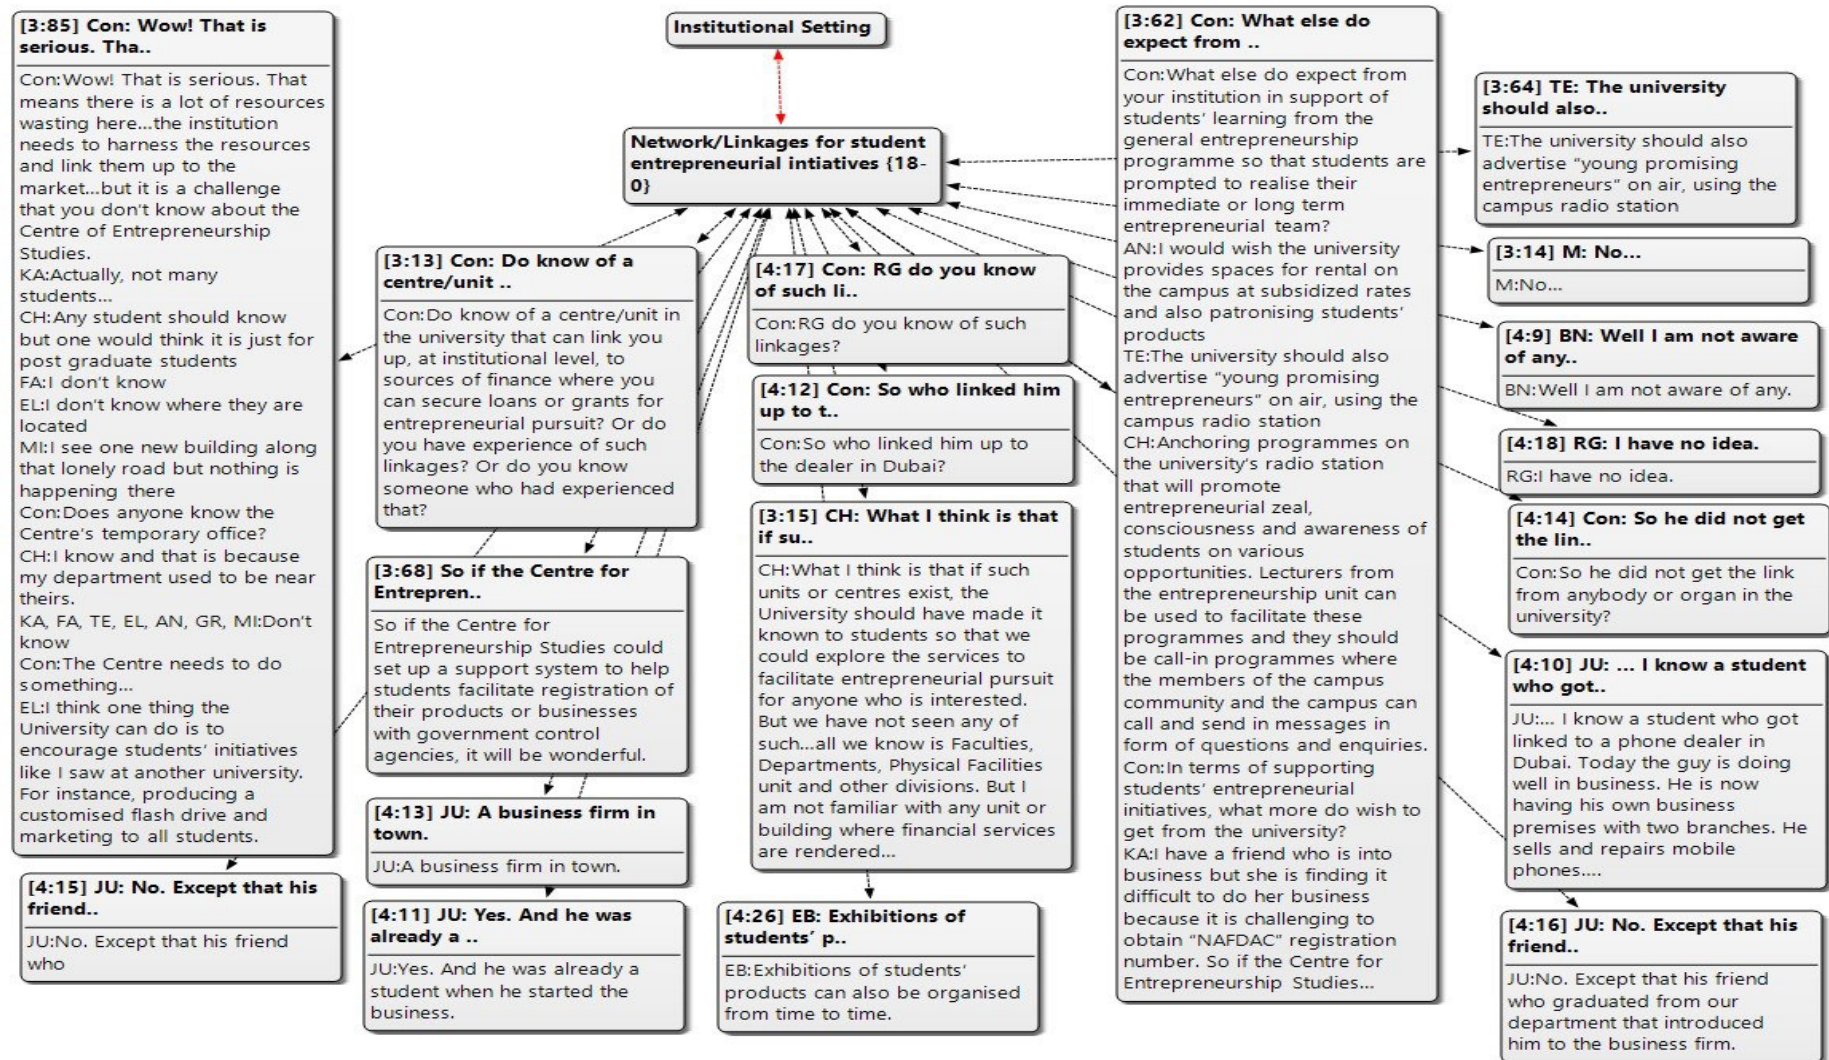 [3:85] Con: Wow! That is
serious. Tha..
Con:Wow! That is serious. That
means there is a lot of resources
wasting here...the institution
needs to harness the resources
and link them up to the
market...but it is a challenge
that you don't know about the
Centre of Entrepreneurship
Studies.
KA:Actually, not many
students...
CH:Any student should know
but one would think it is just for
post graduate students
FA:I don't know
EL:I don't know where they are
located
MI:I see one new building along
that lonely road but nothing is
happening there
Con:Does anyone know the
Centre's temporary office?
CH:I know and that is because
my department used to be near
theirs.
KA, FA, TE, EL, AN, GR, MI:Don't
know
Con:The Centre needs to do
something...
EL:I think one thing the
University can do is to
encourage students' initiatives
like I saw at another university.
For instance, producing a
customised flash drive and
marketing to all students.
[4:15] JU: No. Except that his
friend..
JU:No. Except that his friend
who
Institutional Setting
Network/Linkages for student
entrepreneurial intiatives {18-
0}
[3:13] Con: Do know of a
centre/unit ..
Con:Do know of a centre/unit in
the university that can link you
up, at institutional level, to
sources of finance where you
can secure loans or grants for
entrepreneurial pursuit? Or do
you have experience of such
linkages? Or do you know
someone who had experienced
that?
[3:68] So if the Centre for
Entrepren..
So if the Centre for
Entrepreneurship Studies could
set up a support system to help
students facilitate registration of
their products or businesses
with government control
agencies, it will be wonderful.
[4:13] JU: A business firm in
town.
JU:A business firm in town.
[4:11] JU: Yes. And he was
already a ..
JU:Yes. And he was already a
student when he started the
business.
[4:17] Con: RG do you know
of such li..
Con:RG do you know of such
linkages?
[4:12] Con: So who linked him
up to t..
Con:So who linked him up to
the dealer in Dubai?
[3:15] CH: What I think is that
if su..
CH:What I think is that if such
units or centres exist, the
University should have made it
known to students so that we
could explore the services to
facilitate entrepreneurial pursuit
for anyone who is interested.
But we have not seen any of
such...all we know is Faculties,
Departments, Physical Facilities
unit and other divisions. But I
am not familiar with any unit or
building where financial services
are rendered...
[4:26] EB: Exhibitions of
students' p..
EB:Exhibitions of students'
products can also be organised
from time to time.
[3:62] Con: What else do
expect from ..
Con:What else do expect from
your institution in support of
students' learning from the
general entrepreneurship
programme so that students are
prompted to realise their
immediate or long term
entrepreneurial team?
AN:I would wish the university
provides spaces for rental on
the campus at subsidized rates
and also patronising students'
products
TE:The university should also
advertise "young promising
entrepreneurs" on air, using the
campus radio station
CH:Anchoring programmes on
the university's radio station
that will promote
entrepreneurial zeal,
consciousness and awareness of
students on various
opportunities. Lecturers from
the entrepreneurship unit can
be used to facilitate these
programmes and they should
be call-in programmes where
the members of the campus
community and the campus can
call and send in messages in
form of questions and enquiries.
Con:In terms of supporting
students' entrepreneurial
initiatives, what more do wish to
get from the university?
KA:I have a friend who is into
business but she is finding it
difficult to do her business
because it is challenging to
obtain "NAFDAC" registration
number. So if the Centre for
Entrepreneurship Studies...
[3:64] TE: The university
should also..
TE:The university should also
advertise "young promising
entrepreneurs" on air, using the
campus radio station
[3:14] M: No...
M:No...
[4:9] BN: Well I am not aware
of any..
BN:Well I am not aware of any.
[4:18] RG: I have no idea.
RG:I have no idea.
[4:14] Con: So he did not get
the lin..
Con:So he did not get the link
from anybody or organ in the
university?
[4:10] JU: ... I know a student
who got..
JU:... I know a student who got
linked to a phone dealer in
Dubai. Today the guy is doing
well in business. He is now
having his own business
premises with two branches. He
sells and repairs mobile
phones....
[4:16] JU: No. Except that his
friend..
JU:No. Except that his friend
who graduated from our
department that introduced
him to the business firm.